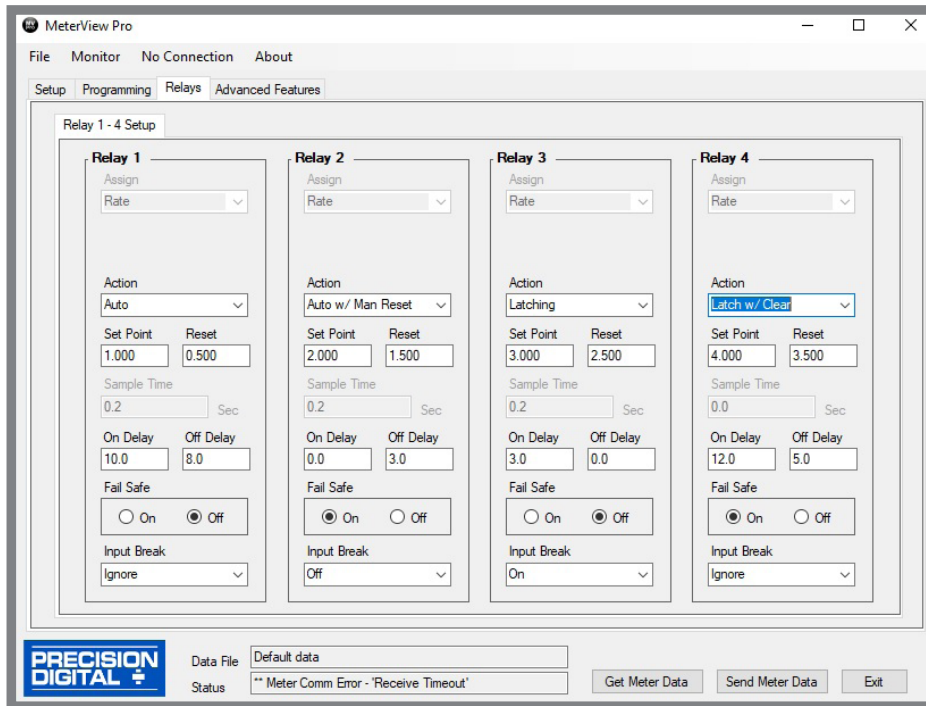 MeterView Pro
File Monitor No Connection About
Setup Programming Relays Advanced Features
Relay 1 - 4 Setup
Relay 1 Relay 2 Relay 3 Relay 4
Assign Assign Assign Assign
Rate Rate Rate Rate
Action Action Action Action
Auto Auto w/ Man Reset Latching Latch w/ Clear
Set Point Reset Set Point Reset Set Point Reset Set Point Reset
1.000 0.500 2.000 1.500 3.000 2.500 4.000 3.500
Sample Time Sample Time Sample Time Sample Time
0.2 Sec 0.2 Sec 0.2 Sec 0.0 Sec
On Delay Off Delay On Delay Off Delay On Delay Off Delay On Delay Off Delay
10.0 8.0 0.0 3.0 3.0 0.0 12.0 5.0
Fail Safe Fail Safe Fail Safe Fail Safe
On Off On Off On Off On Off
Input Break Input Break Input Break Input Break
Ignore Off On Ignore
PRECISION
DIGITAL
Data File Default data
Status ** Meter Comm Error - 'Receive Timeout'
Get Meter Data Send Meter Data Exit